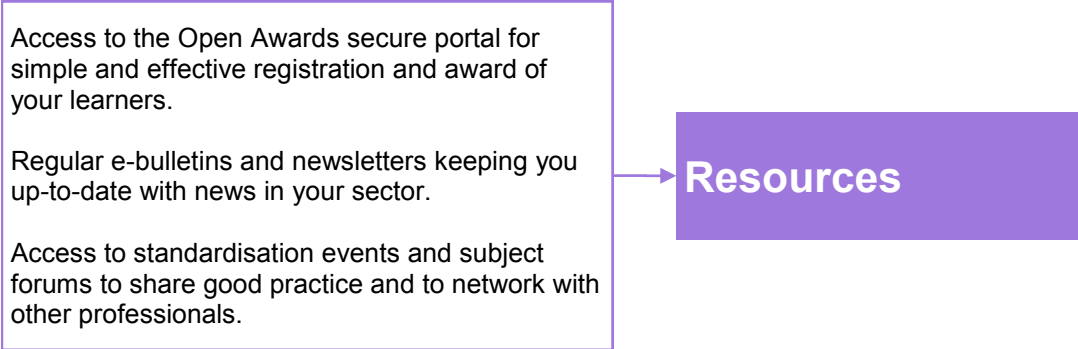 Access to the Open Awards secure portal for
simple and effective registration and award of
your learners.
Regular e-bulletins and newsletters keeping you
up-to-date with news in your sector.
Access to standardisation events and subject
forums to share good practice and to network with
other professionals.
Resources